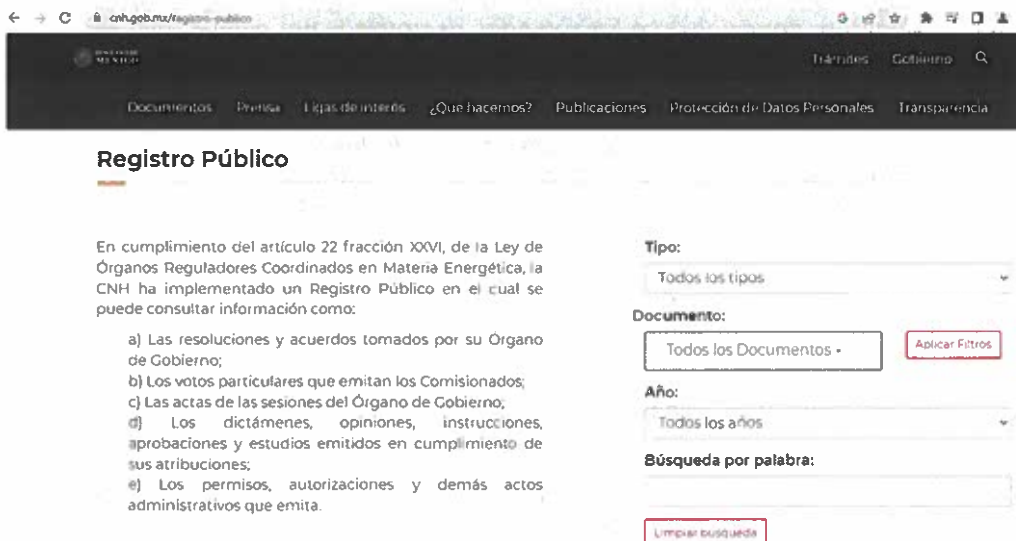 cnh.gob.mx/registro-publico
MÉXICO
Trámites Gobierno
Documentos Prensa Ligas de interés ¿Que hacemos? Publicaciones Protección de Datos Personales Transparencia
Registro Público
En cumplimiento del artículo 22 fracción XXVI, de la Ley de
Órganos Reguladores Coordinados en Materia Energética, la
CNH ha implementado un Registro Público en el cual se
puede consultar información como:
a) Las resoluciones y acuerdos tomados por su Órgano
de Gobierno;
b) Los votos particulares que emitan los Comisionados;
c) Las actas de las sesiones del Órgano de Gobierno;
d) Los dictámenes, opiniones, instrucciones,
aprobaciones y estudios emitidos en cumplimiento de
sus atribuciones;
e) Los permisos, autorizaciones y demás actos
administrativos que emita.
Tipo:
Todos los tipos
Documento:
Todos los Documentos
Aplicar Filtros
Año:
Todos los años
Búsqueda por palabra:
Limpiar busqueda